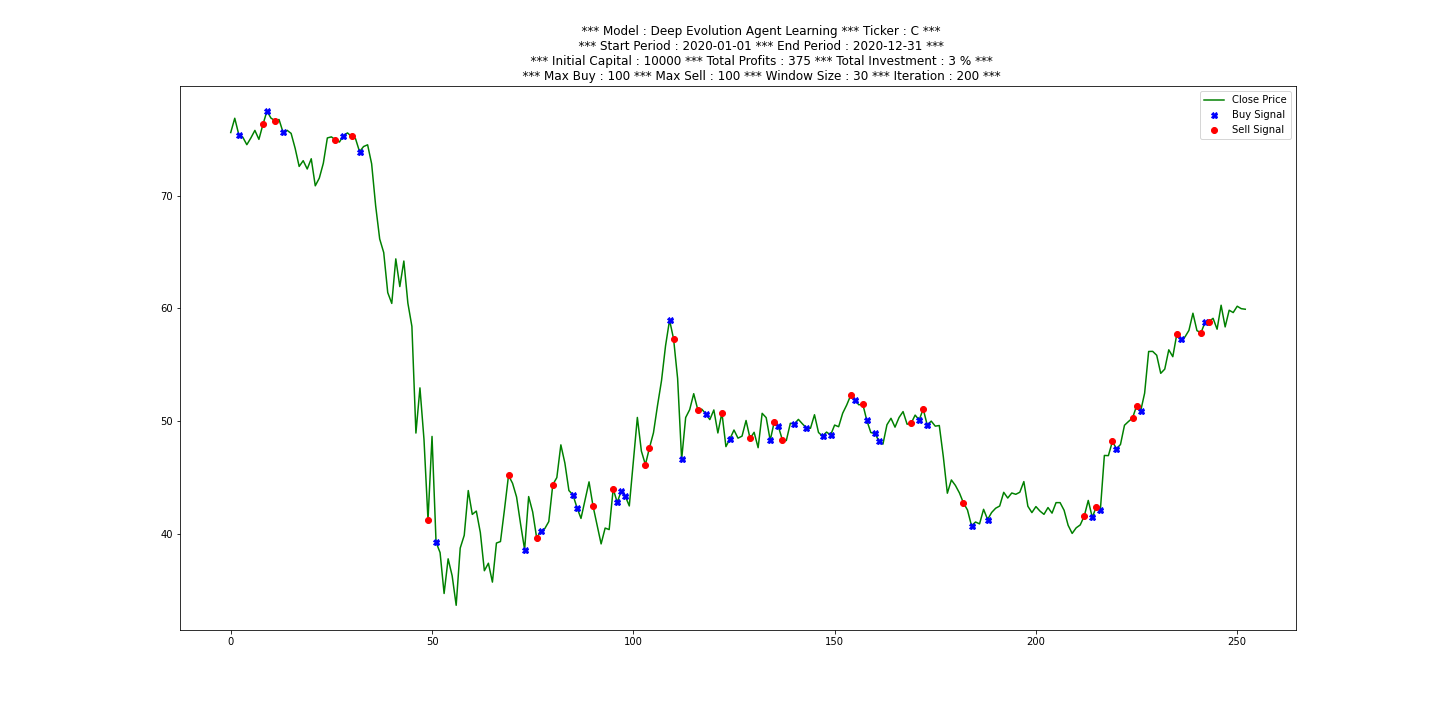 *** Model : Deep Evolution Agent Learning *** Ticker : C ***
*** Start Period : 2020-01-01 *** End Period : 2020-12-31 ***
*** Initial Capital : 10000 *** Total Profits : 375 *** Total Investment : 3 % ***
*** Max Buy : 100 *** Max Sell : 100 *** Window Size : 30 *** Iteration : 200 ***
Close Price
Buy Signal
Sell Signal
70
60
50
40
0 50 100 150 200 250